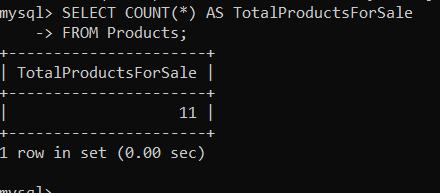 mysql> SELECT COUNT(*) AS TotalProductsForSale
    -> FROM Products;
+----------------------+
| TotalProductsForSale |
+----------------------+
|                   11 |
+----------------------+
1 row in set (0.00 sec)
mysql>